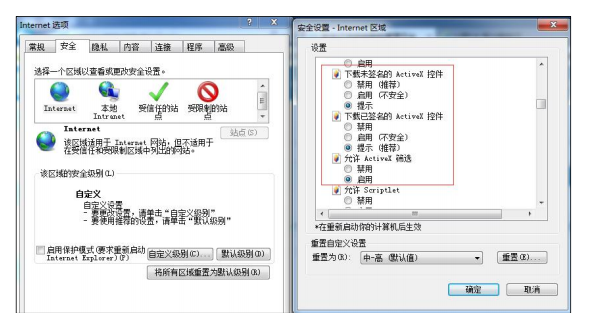 Internet 选项
常规
安全
隐私
内容
连接
程序
高级
选择一个区域以查看或更改安全设置。
Internet
本地
Intranet
受信任的站
点
受限制的站
点
Internet
站点(S)
该区域适用于 Internet 网站，但不适用于
在受信任和受限制区域中列出的网站。
该区域的安全级别(L)
自定义
自定义设置
- 要更改设置，请单击“自定义级别”
- 要使用推荐的设置，请单击“默认级别”
启用保护模式(要求重新启动
Internet Explorer)(P)
自定义级别(C)...
默认级别(D)
将所有区域重置为默认级别(R)
安全设置 - Internet 区域
设置
启用
下载未签名的 ActiveX 控件
禁用（推荐）
启用（不安全）
提示
下载已签名的 ActiveX 控件
禁用
启用（不安全）
提示（推荐）
允许 ActiveX 筛选
禁用
启用
允许 Scriptlet
禁用
*在重新启动你的计算机后生效
重置自定义设置
重置为(R):
中-高（默认值）
重置(E)...
确定
取消